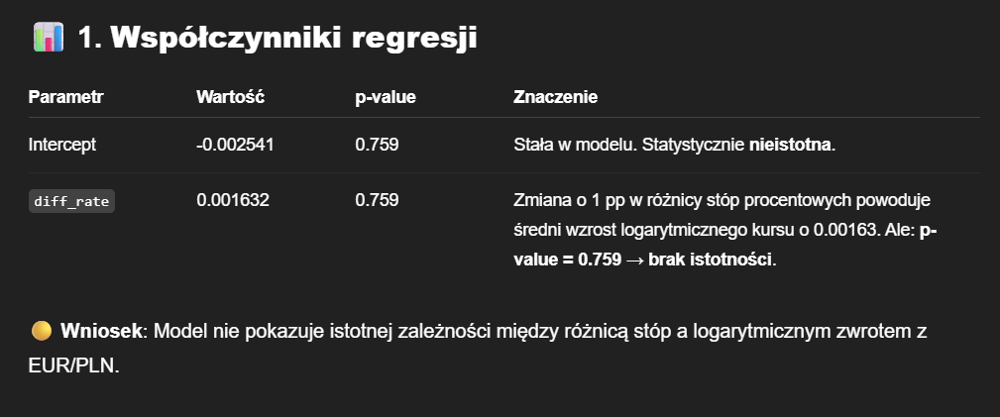 1. Współczynniki regresji
Parametr Wartość p-value Znaczenie
Intercept -0.002541 0.759 Stała w modelu. Statystycznie nieistotna.
diff_rate 0.001632 0.759 Zmiana o 1 pp w różnicy stóp procentowych powoduje
średni wzrost logarytmicznego kursu o 0.00163. Ale: p-
value = 0.759 → brak istotności.
Wniosek: Model nie pokazuje istotnej zależności między różnicą stóp a logarytmicznym zwrotem z
EUR/PLN.